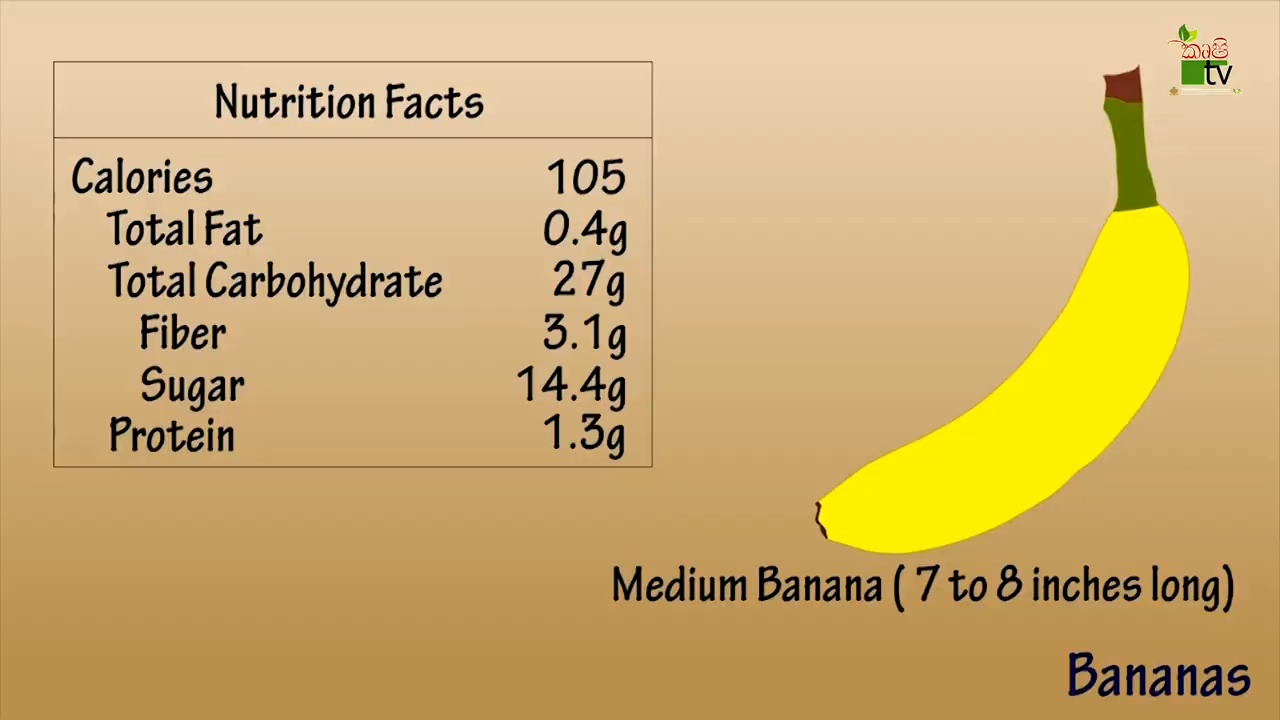 කෘෂි
tv
Nutrition Facts
Calories 105
Total Fat 0.4g
Total Carbohydrate 27g
Fiber 3.1g
Sugar 14.4g
Protein 1.3g
Medium Banana ( 7 to 8 inches long)
Bananas